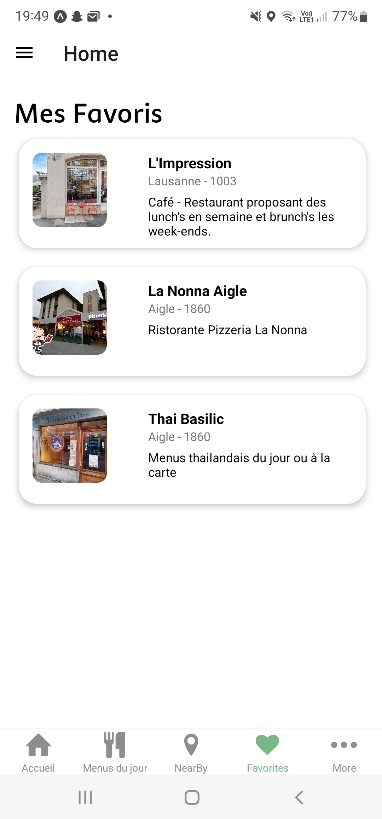 19:49 77%
Home
Mes Favoris
L'Impression
Lausanne - 1003
Café - Restaurant proposant des
lunch's en semaine et brunch's les
week-ends.
La Nonna Aigle
Aigle - 1860
Ristorante Pizzeria La Nonna
Thai Basilic
Aigle - 1860
Menus thailandais du jour ou à la
carte
Accueil Menus du jour NearBy Favorites More